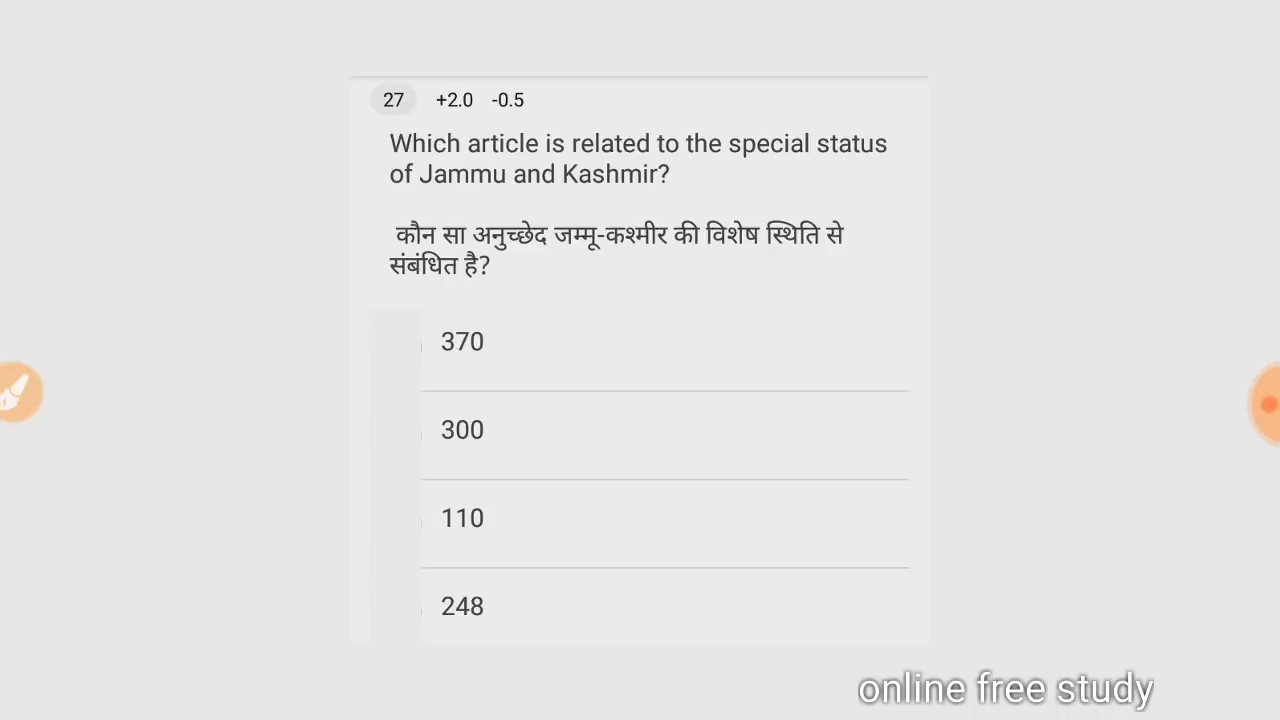 27 +2.0 -0.5
Which article is related to the special status
of Jammu and Kashmir?
कौन सा अनुच्छेद जम्मू-कश्मीर की विशेष स्थिति से
संबंधित है?
370
300
110
248
online free study